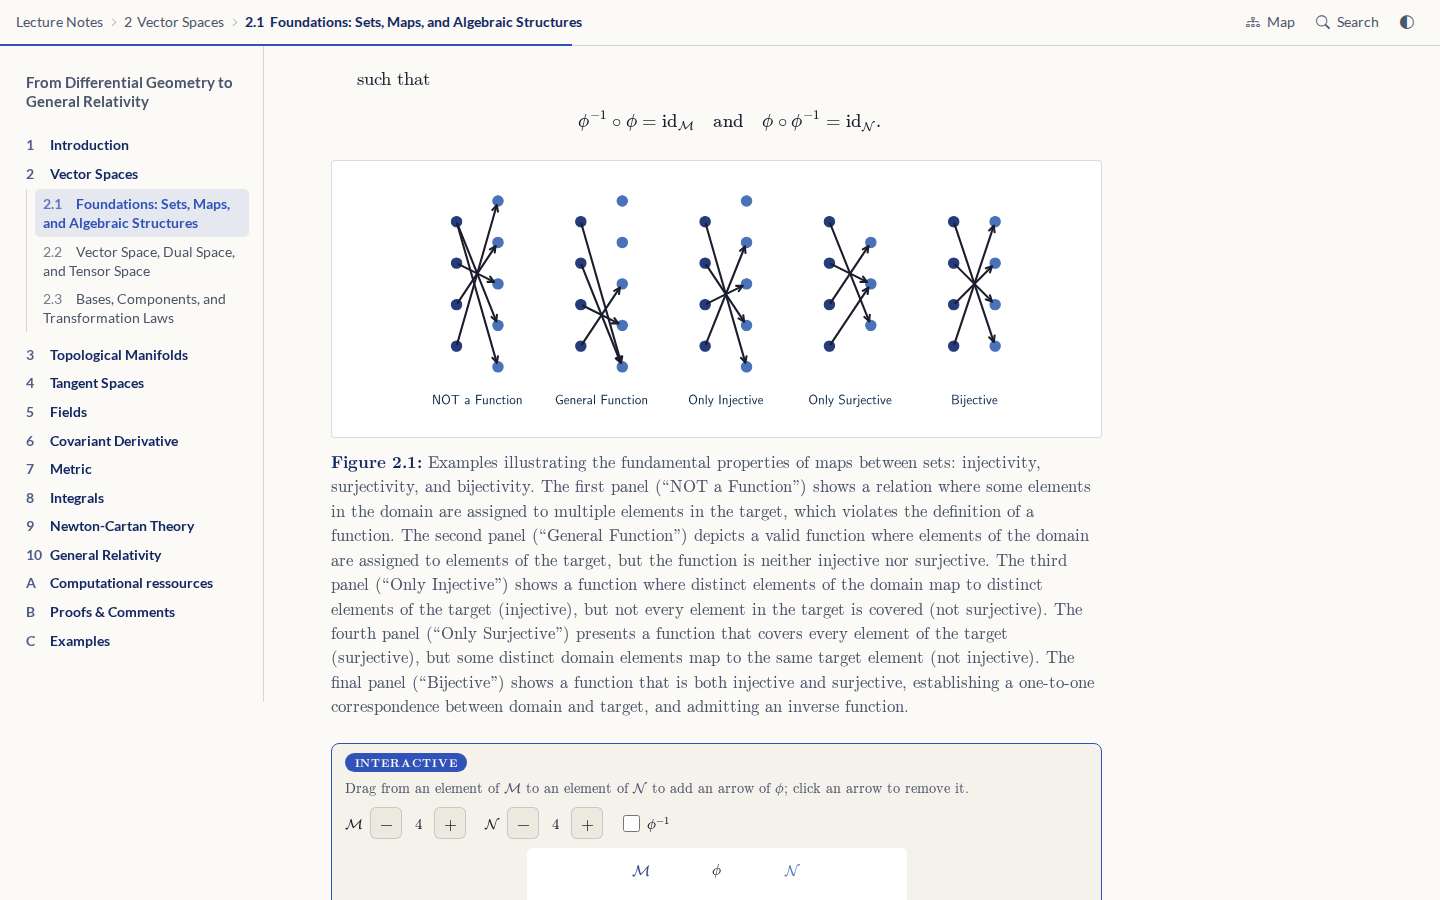 Lecture Notes > 2 Vector Spaces > 2.1 Foundations: Sets, Maps, and Algebraic Structures
Map Search
From Differential Geometry to
General Relativity
1 Introduction
2 Vector Spaces
2.1 Foundations: Sets, Maps,
and Algebraic Structures
2.2 Vector Space, Dual Space,
and Tensor Space
2.3 Bases, Components, and
Transformation Laws
3 Topological Manifolds
4 Tangent Spaces
5 Fields
6 Covariant Derivative
7 Metric
8 Integrals
9 Newton-Cartan Theory
10 General Relativity
A Computational ressources
B Proofs & Comments
C Examples
such that
ϕ⁻¹ ∘ ϕ = id_ℳ and ϕ ∘ ϕ⁻¹ = id_𝒩.
NOT a Function General Function Only Injective Only Surjective Bijective
Figure 2.1: Examples illustrating the fundamental properties of maps between sets: injectivity,
surjectivity, and bijectivity. The first panel (“NOT a Function”) shows a relation where some elements
in the domain are assigned to multiple elements in the target, which violates the definition of a
function. The second panel (“General Function”) depicts a valid function where elements of the domain
are assigned to elements of the target, but the function is neither injective nor surjective. The third
panel (“Only Injective”) shows a function where distinct elements of the domain map to distinct
elements of the target (injective), but not every element in the target is covered (not surjective). The
fourth panel (“Only Surjective”) presents a function that covers every element of the target
(surjective), but some distinct domain elements map to the same target element (not injective). The
final panel (“Bijective”) shows a function that is both injective and surjective, establishing a one-to-one
correspondence between domain and target, and admitting an inverse function.
INTERACTIVE
Drag from an element of ℳ to an element of 𝒩 to add an arrow of ϕ; click an arrow to remove it.
ℳ − 4 + 𝒩 − 4 + ϕ⁻¹
ℳ ϕ 𝒩